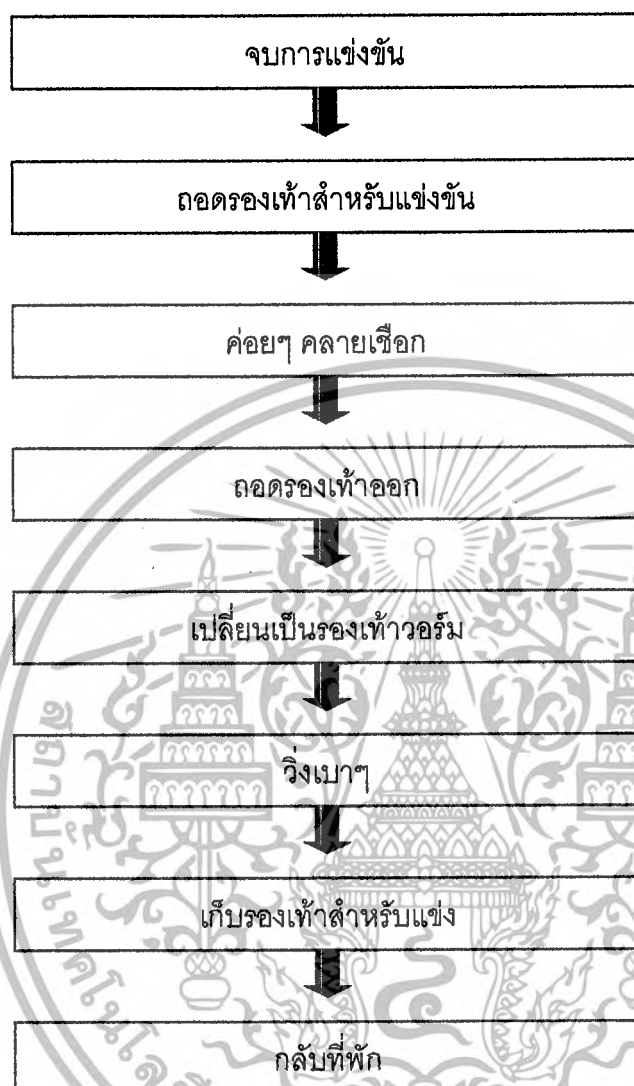 จบการแข่งขัน
ถอดรองเท้าสำหรับแข่งขัน
ค่อยๆ คลายเชือก
ถอดรองเท้าออก
เปลี่ยนเป็นรองเท้าวอร์ม
วิ่งเบาๆ
เก็บรองเท้าสำหรับแข่ง
กลับที่พัก